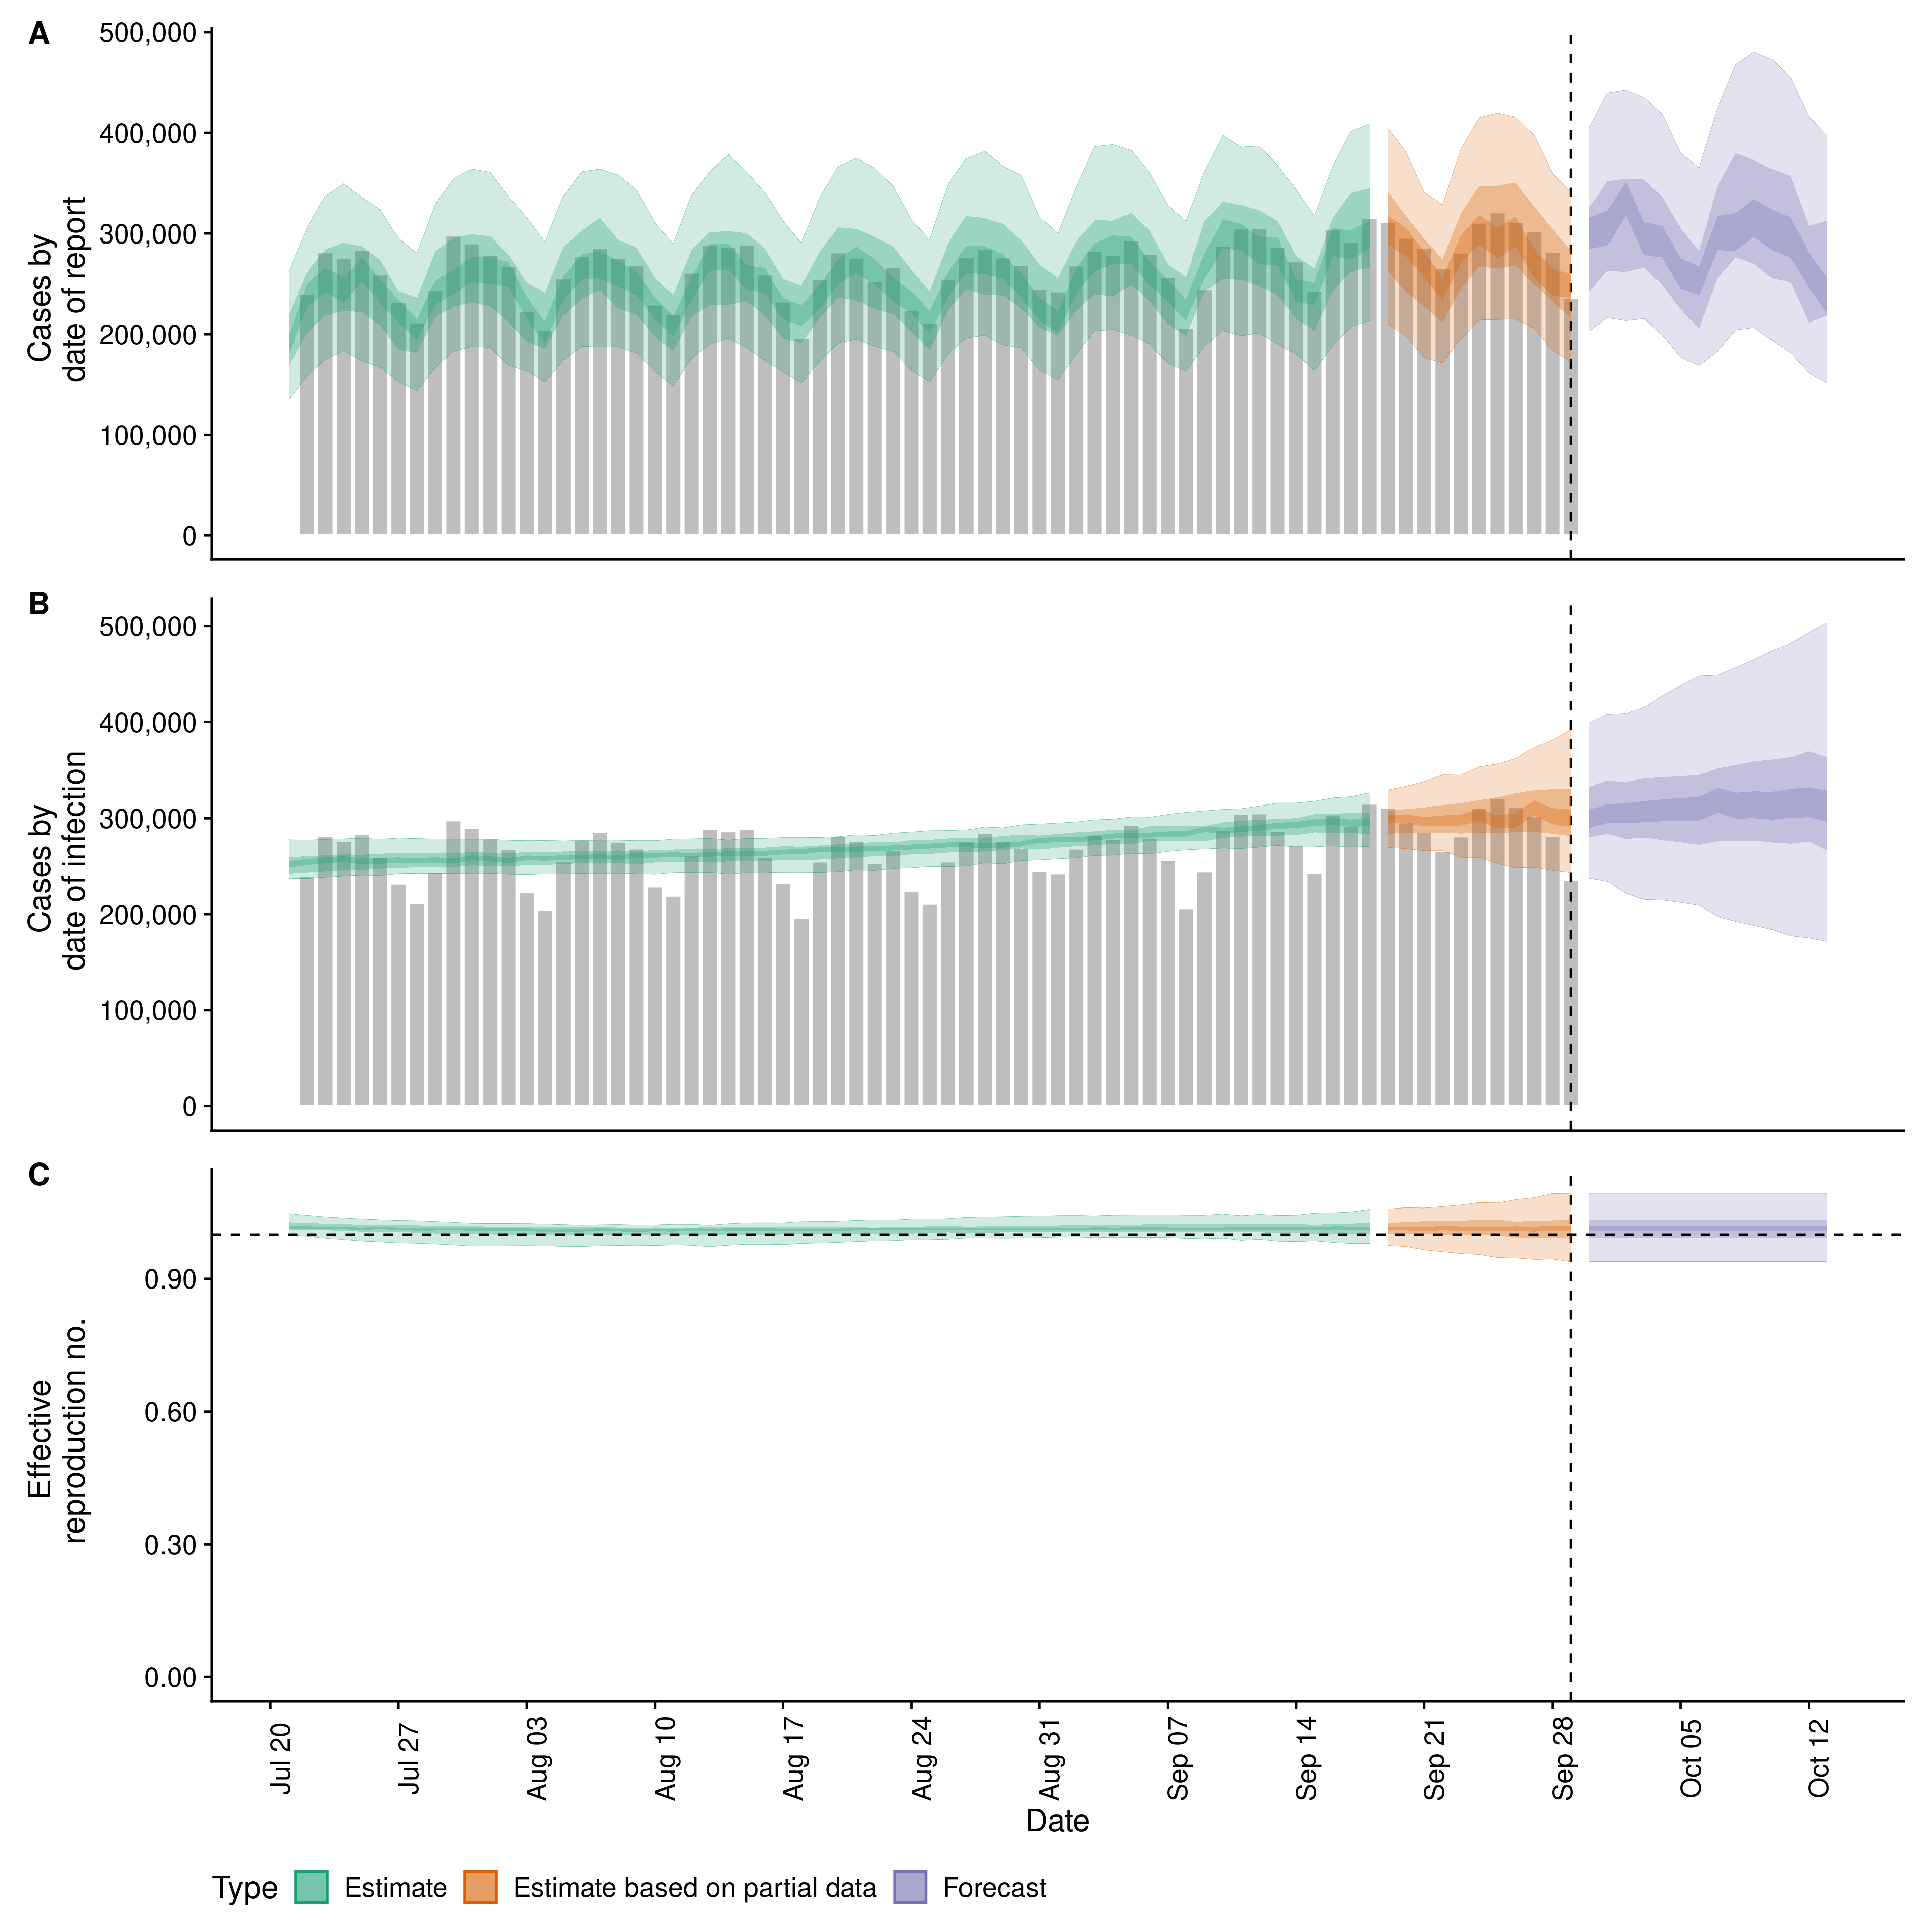 A
500,000
400,000
300,000
200,000
100,000
0
Cases by
date of report
B
500,000
400,000
300,000
200,000
100,000
0
Cases by
date of infection
C
0.90
0.60
0.30
0.00
Effective
reproduction no.
Jul 20
Jul 27
Aug 03
Aug 10
Aug 17
Aug 24
Aug 31
Sep 07
Sep 14
Sep 21
Sep 28
Oct 05
Oct 12
Date
Type Estimate Estimate based on partial data Forecast